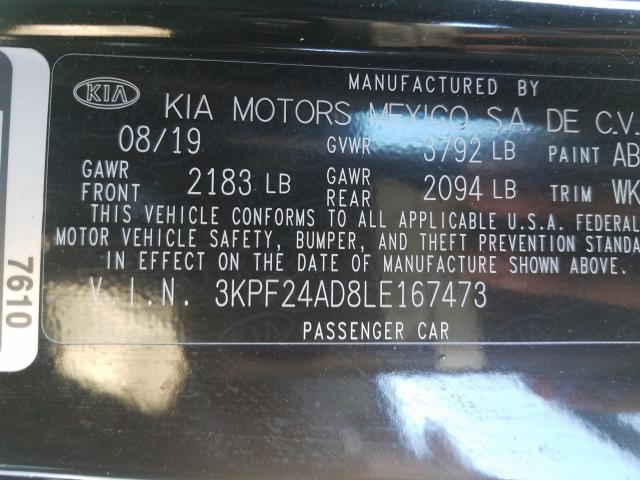 MANUFACTURED BY
KIA KIA MOTORS MEXICO S.A. DE C.V.
08/19 GVWR 3792 LB PAINT AB
GAWR FRONT 2183 LB GAWR REAR 2094 LB TRIM WK
THIS VEHICLE CONFORMS TO ALL APPLICABLE U.S.A. FEDERAL
MOTOR VEHICLE SAFETY, BUMPER, AND THEFT PREVENTION STANDA
IN EFFECT ON THE DATE OF MANUFACTURE SHOWN ABOVE.
V.I.N. 3KPF24AD8LE167473
PASSENGER CAR
7610